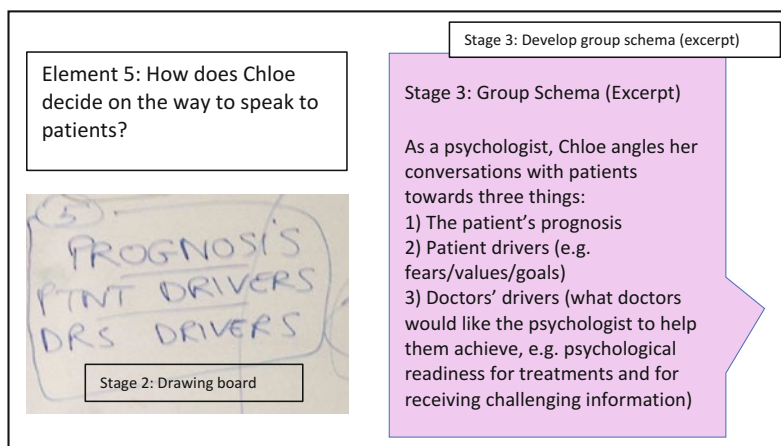 Stage 3: Develop group schema (excerpt)
Element 5: How does Chloe
decide on the way to speak to
patients?
5
PROGNOSIS
PTNT DRIVERS
DRS DRIVERS
Stage 2: Drawing board
Stage 3: Group Schema (Excerpt)
As a psychologist, Chloe angles her
conversations with patients
towards three things:
1) The patient's prognosis
2) Patient drivers (e.g.
fears/values/goals)
3) Doctors' drivers (what doctors
would like the psychologist to help
them achieve, e.g. psychological
readiness for treatments and for
receiving challenging information)